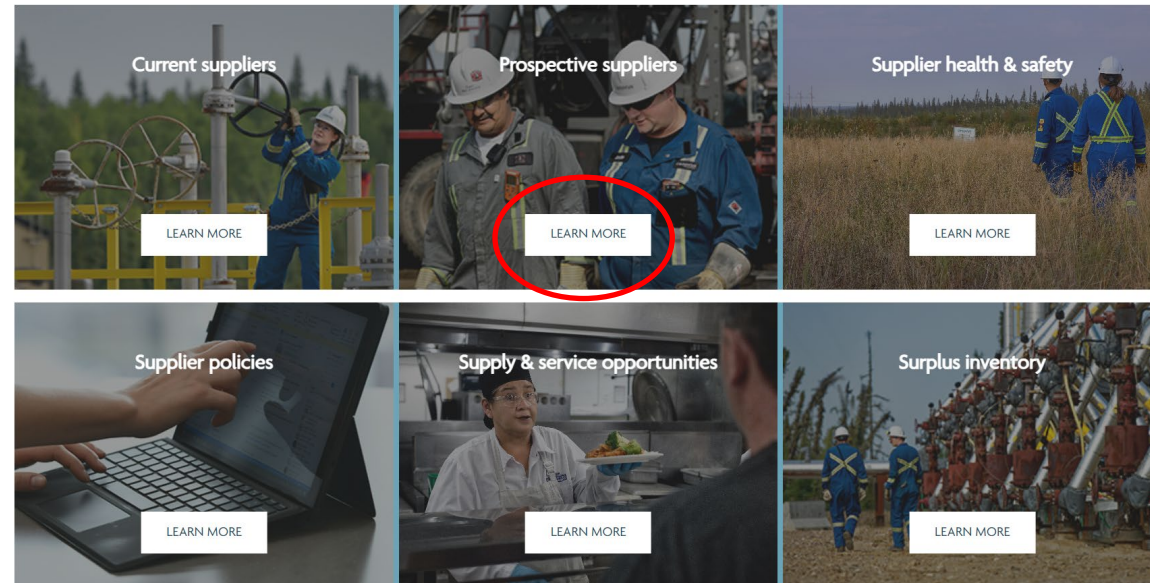 Current suppliers
Prospective suppliers
Supplier health & safety
LEARN MORE
LEARN MORE
LEARN MORE
Supplier policies
Supply & service opportunities
Surplus inventory
LEARN MORE
LEARN MORE
LEARN MORE